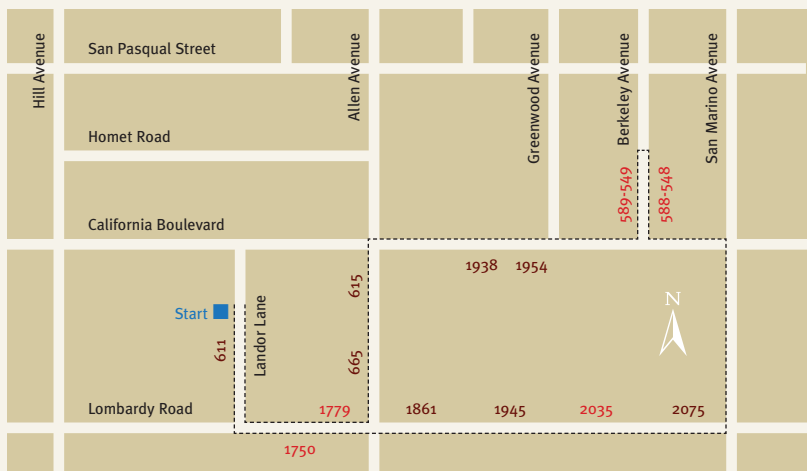 San Pasqual Street
Hill Avenue
Allen Avenue
Greenwood Avenue
Berkeley Avenue
San Marino Avenue
Homet Road
589-549
588-548
California Boulevard
1938
1954
615
N
Start
Landor Lane
611
665
Lombardy Road
1779
1861
1945
2035
2075
1750